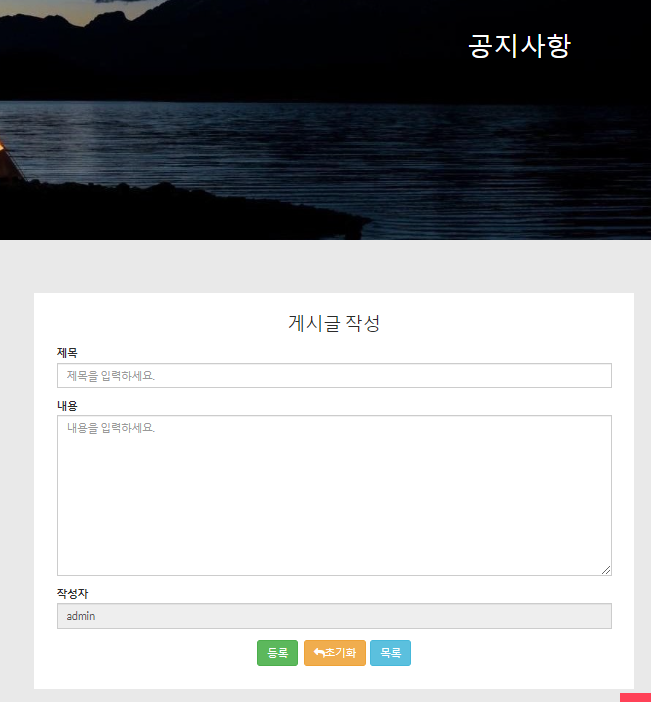 공지사항
게시글 작성
제목
제목을 입력하세요.
내용
내용을 입력하세요.
작성자
admin
등록 초기화 목록